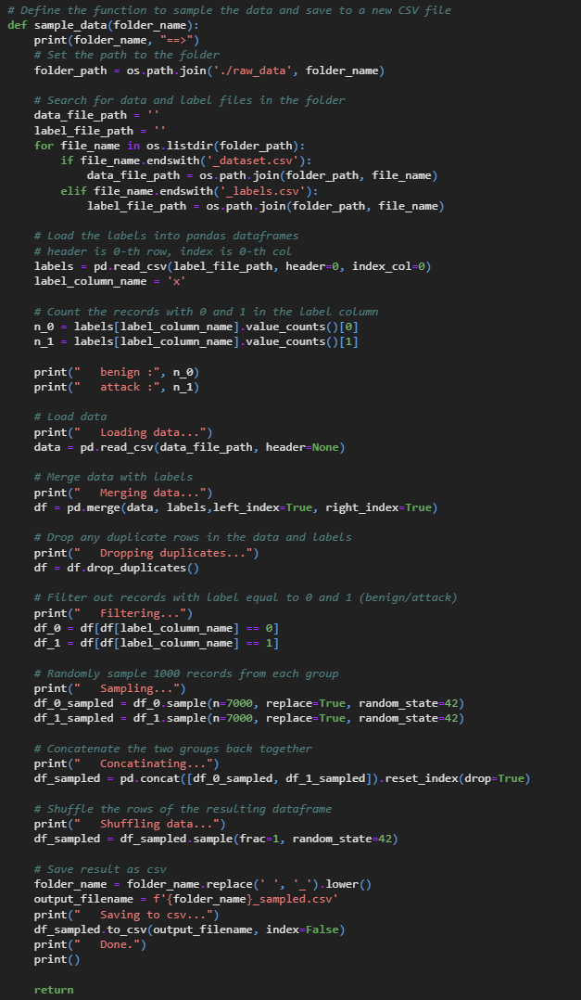 # Define the function to sample the data and save to a new CSV file
def sample_data(folder_name):
    print(folder_name, "==>")
    # Set the path to the folder
    folder_path = os.path.join('./raw_data', folder_name)

    # Search for data and label files in the folder
    data_file_path = ''
    label_file_path = ''
    for file_name in os.listdir(folder_path):
        if file_name.endswith('_dataset.csv'):
            data_file_path = os.path.join(folder_path, file_name)
        elif file_name.endswith('_labels.csv'):
            label_file_path = os.path.join(folder_path, file_name)

    # Load the labels into pandas dataframes
    # header is 0-th row, index is 0-th col
    labels = pd.read_csv(label_file_path, header=0, index_col=0)
    label_column_name = 'x'

    # Count the records with 0 and 1 in the label column
    n_0 = labels[label_column_name].value_counts()[0]
    n_1 = labels[label_column_name].value_counts()[1]

    print("   benign :", n_0)
    print("   attack :", n_1)

    # Load data
    print("   Loading data...")
    data = pd.read_csv(data_file_path, header=None)

    # Merge data with labels
    print("   Merging data...")
    df = pd.merge(data, labels,left_index=True, right_index=True)

    # Drop any duplicate rows in the data and labels
    print("   Dropping duplicates...")
    df = df.drop_duplicates()

    # Filter out records with label equal to 0 and 1 (benign/attack)
    print("   Filtering...")
    df_0 = df[df[label_column_name] == 0]
    df_1 = df[df[label_column_name] == 1]

    # Randomly sample 1000 records from each group
    print("   Sampling...")
    df_0_sampled = df_0.sample(n=7000, replace=True, random_state=42)
    df_1_sampled = df_1.sample(n=7000, replace=True, random_state=42)

    # Concatenate the two groups back together
    print("   Concatinating...")
    df_sampled = pd.concat([df_0_sampled, df_1_sampled]).reset_index(drop=True)

    # Shuffle the rows of the resulting dataframe
    print("   Shuffling data...")
    df_sampled = df_sampled.sample(frac=1, random_state=42)

    # Save result as csv
    folder_name = folder_name.replace(' ', '_').lower()
    output_filename = f'{folder_name}_sampled.csv'
    print("   Saving to csv...")
    df_sampled.to_csv(output_filename, index=False)
    print("   Done.")
    print()

    return